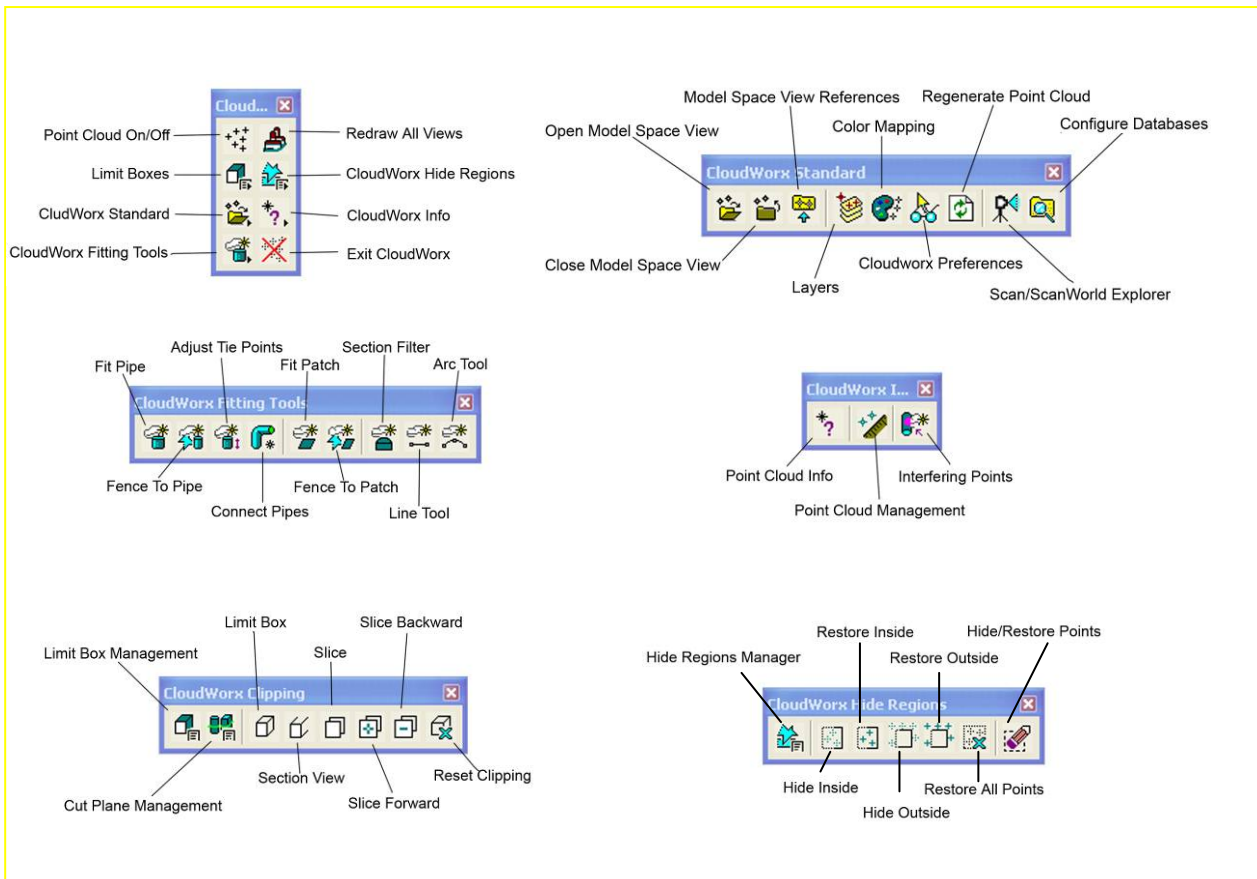 Cloud...
Point Cloud On/Off
Redraw All Views
Limit Boxes
CloudWorx Hide Regions
CludWorx Standard
CloudWorx Info
CloudWorx Fitting Tools
Exit CloudWorx
Model Space View References
Regenerate Point Cloud
Open Model Space View
Color Mapping
Configure Databases
CloudWorx Standard
Close Model Space View
Layers
Cloudworx Preferences
Scan/ScanWorld Explorer
Adjust Tie Points
Section Filter
Fit Pipe
Fit Patch
Arc Tool
CloudWorx Fitting Tools
Fence To Pipe
Fence To Patch
Connect Pipes
Line Tool
CloudWorx I...
Point Cloud Info
Interfering Points
Point Cloud Management
Limit Box
Slice Backward
Limit Box Management
Slice
CloudWorx Clipping
Section View
Reset Clipping
Cut Plane Management
Slice Forward
Restore Inside
Hide/Restore Points
Hide Regions Manager
Restore Outside
CloudWorx Hide Regions
Hide Inside
Restore All Points
Hide Outside